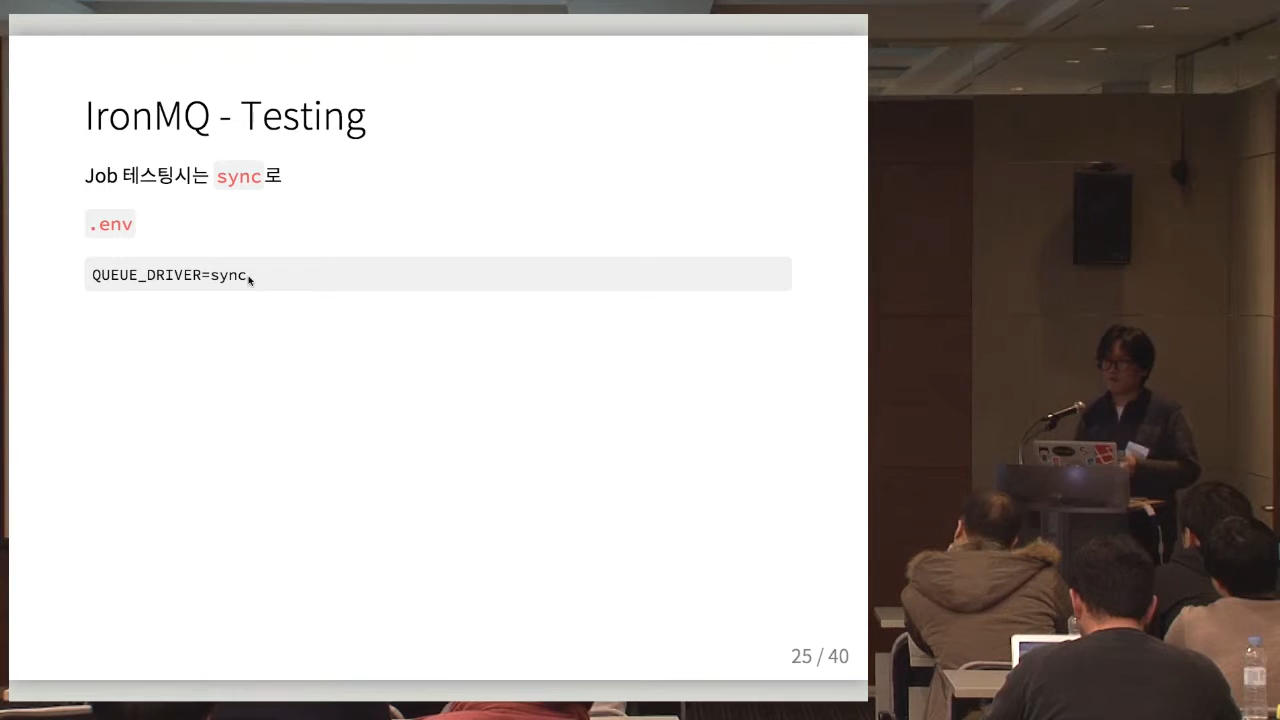 IronMQ - Testing
Job 테스팅시는 sync로
.env
QUEUE_DRIVER=sync
25 / 40